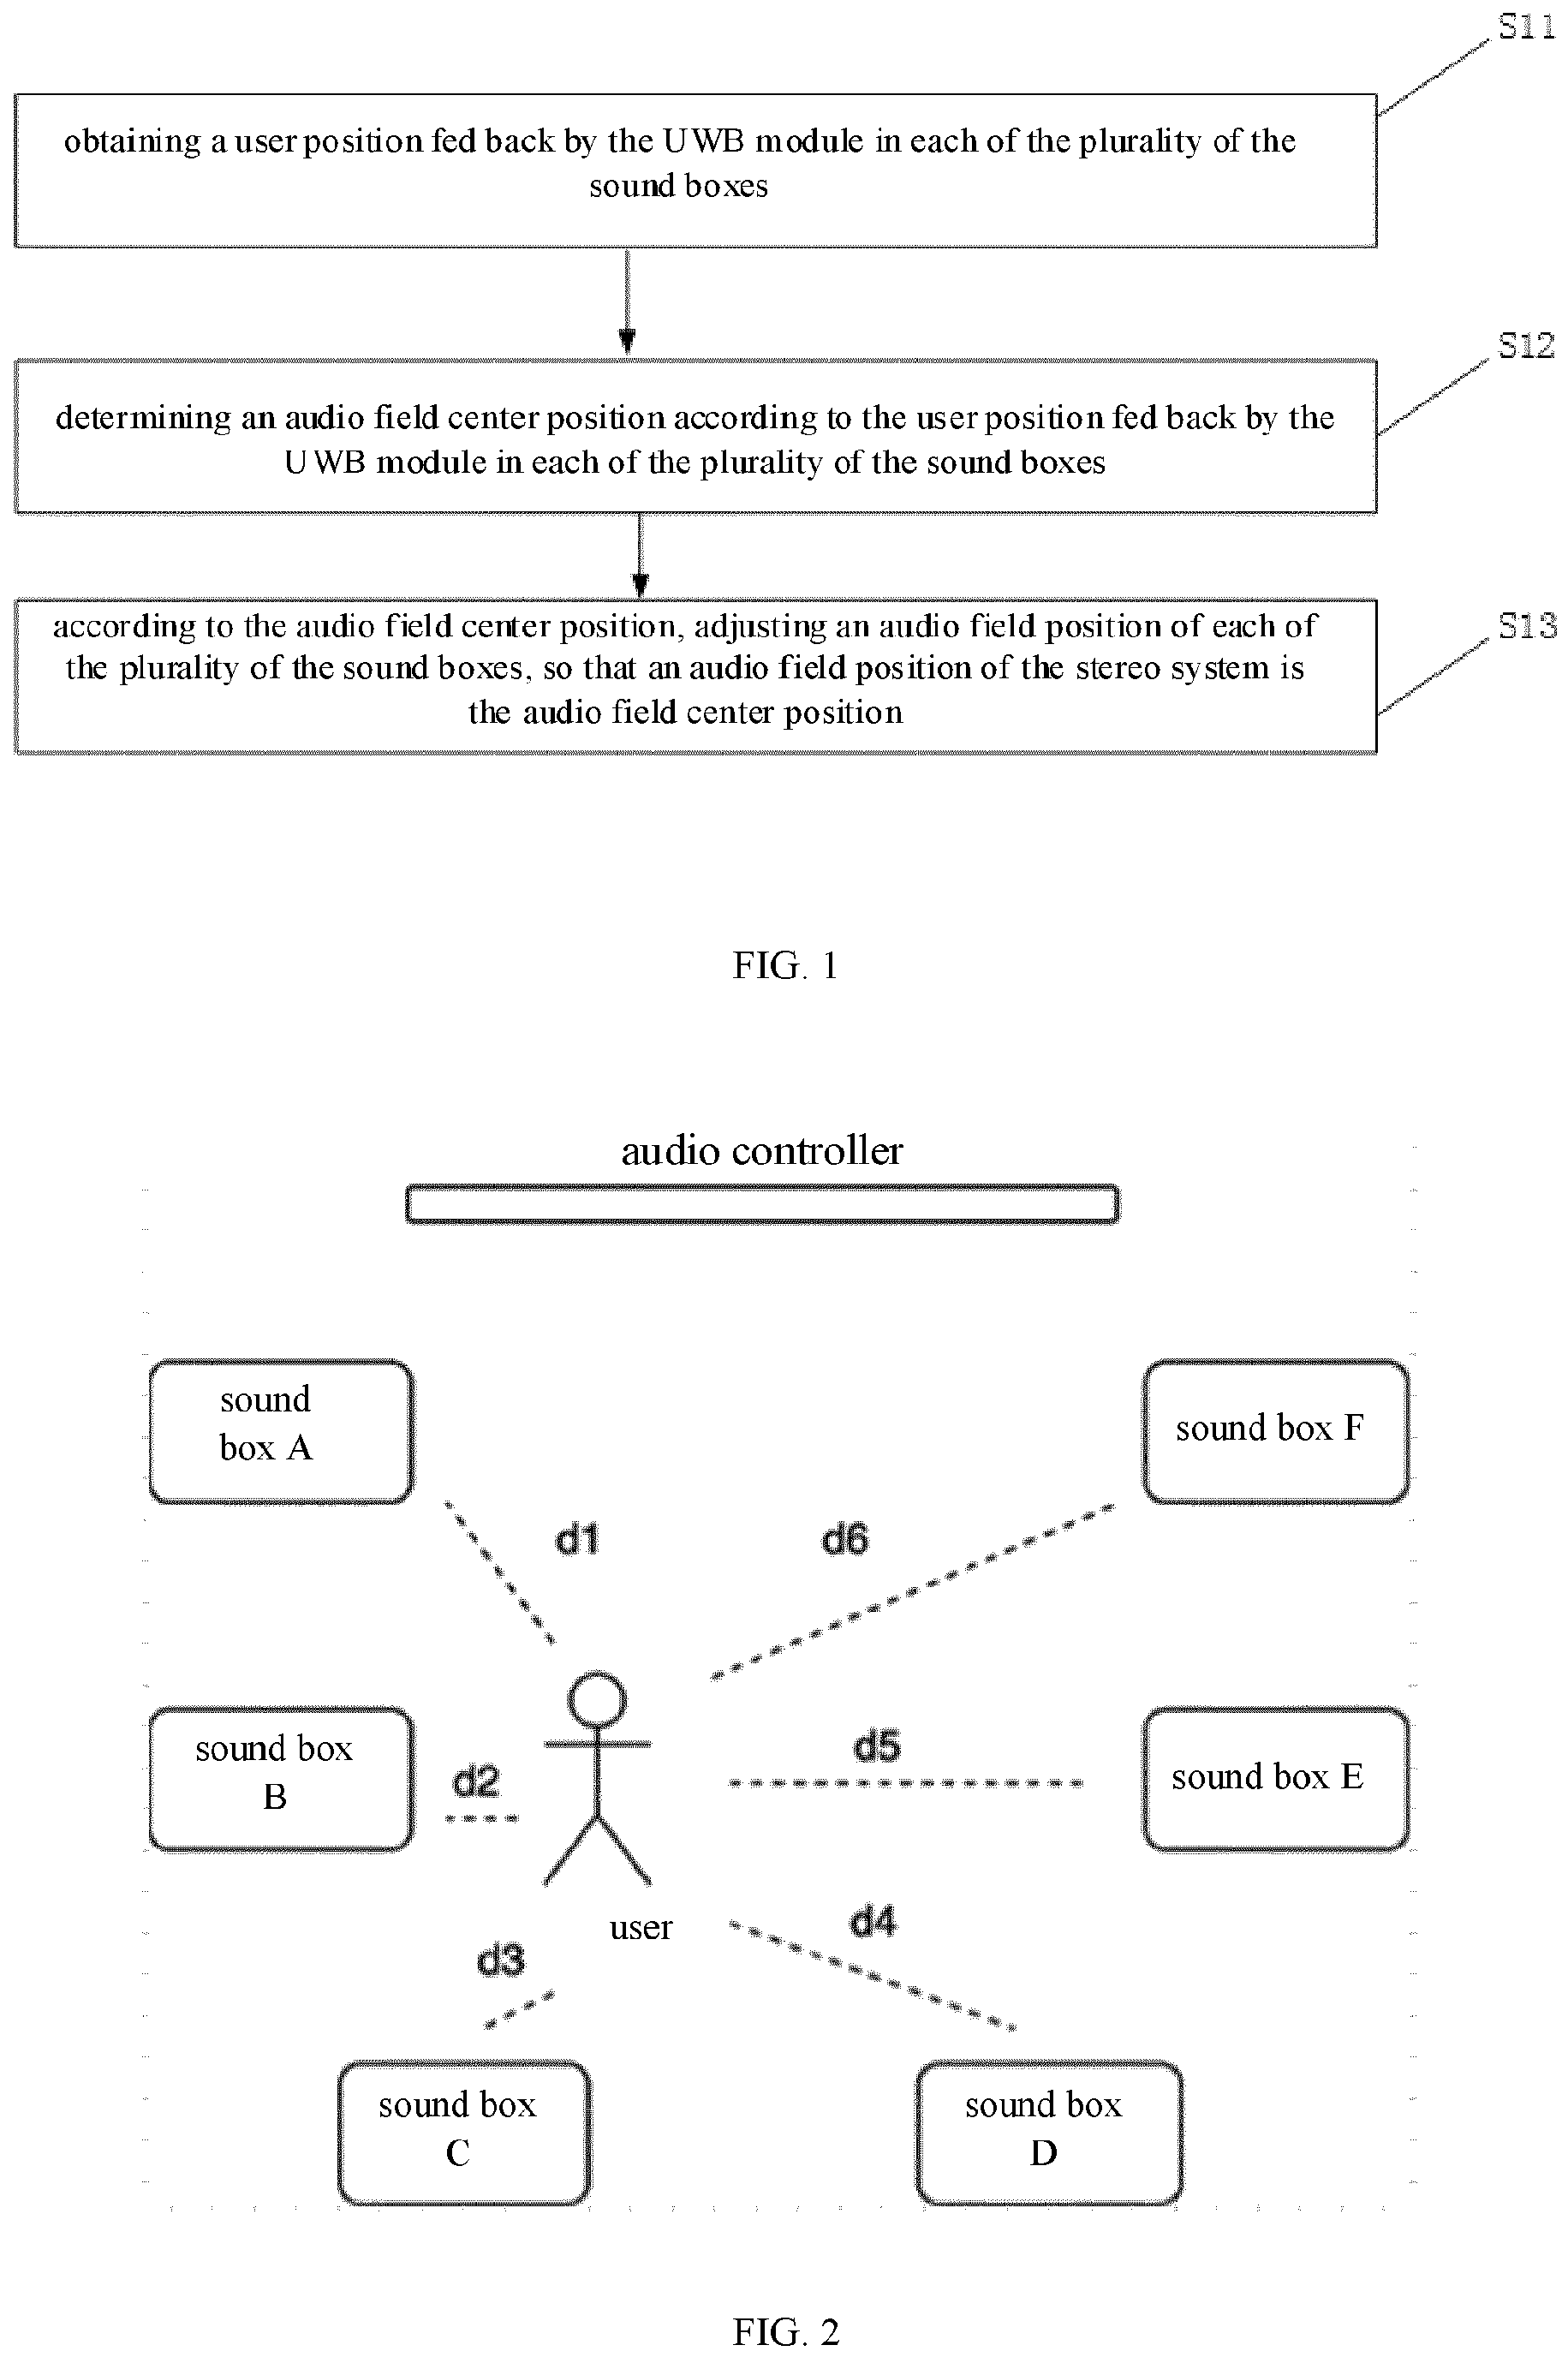 S11
obtaining a user position fed back by the UWB module in each of the plurality of the
sound boxes
S12
determining an audio field center position according to the user position fed back by the
UWB module in each of the plurality of the sound boxes
S13
according to the audio field center position, adjusting an audio field position of each of
the plurality of the sound boxes, so that an audio field position of the stereo system is
the audio field center position
FIG. 1
audio controller
sound
box A
sound box F
d1
d6
sound box
B
d2
d5
sound box E
user
d3
d4
sound box
C
sound box
D
FIG. 2